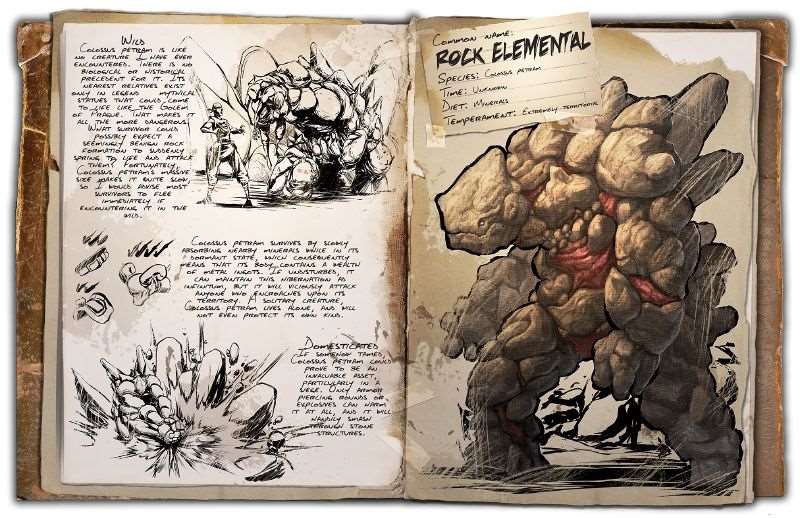 Wild
Colossus petram is like
no creature I have ever
encountered. There is no
biological or historical
precedent for it. Its
nearest relatives exist
only in legend: mythical
statues that could come
to life like the Golem
of Prague. That makes it
all the more dangerous.
What survivor could
possibly expect a
seemingly benign rock
formation to suddenly
spring to life and attack
them? Fortunately,
Colossus petram's massive
size makes it quite slow,
so I would advise most
survivors to flee
immediately if
encountering it in the
wild.
Colossus petram survives by slowly
absorbing nearby minerals while in its
dormant state, which consequently
means that its body contains a wealth
of metal ingots. If undisturbed, it
can maintain this hibernation ad
infinitum, but it will viciously attack
anyone who encroaches upon its
territory. A solitary creature,
Colossus petram lives alone, and will
not even protect its own kind.
Domesticated
If somehow tamed,
Colossus petram could
prove to be an
invaluable asset,
particularly in a
siege. Only armor
piercing rounds or
explosives can harm
it at all, and it will
handily smash
through stone
structures.
Common name:
ROCK ELEMENTAL
Species: Colossus petram
Time: Unknown
Diet: Minerals
Temperament: Extremely territorial